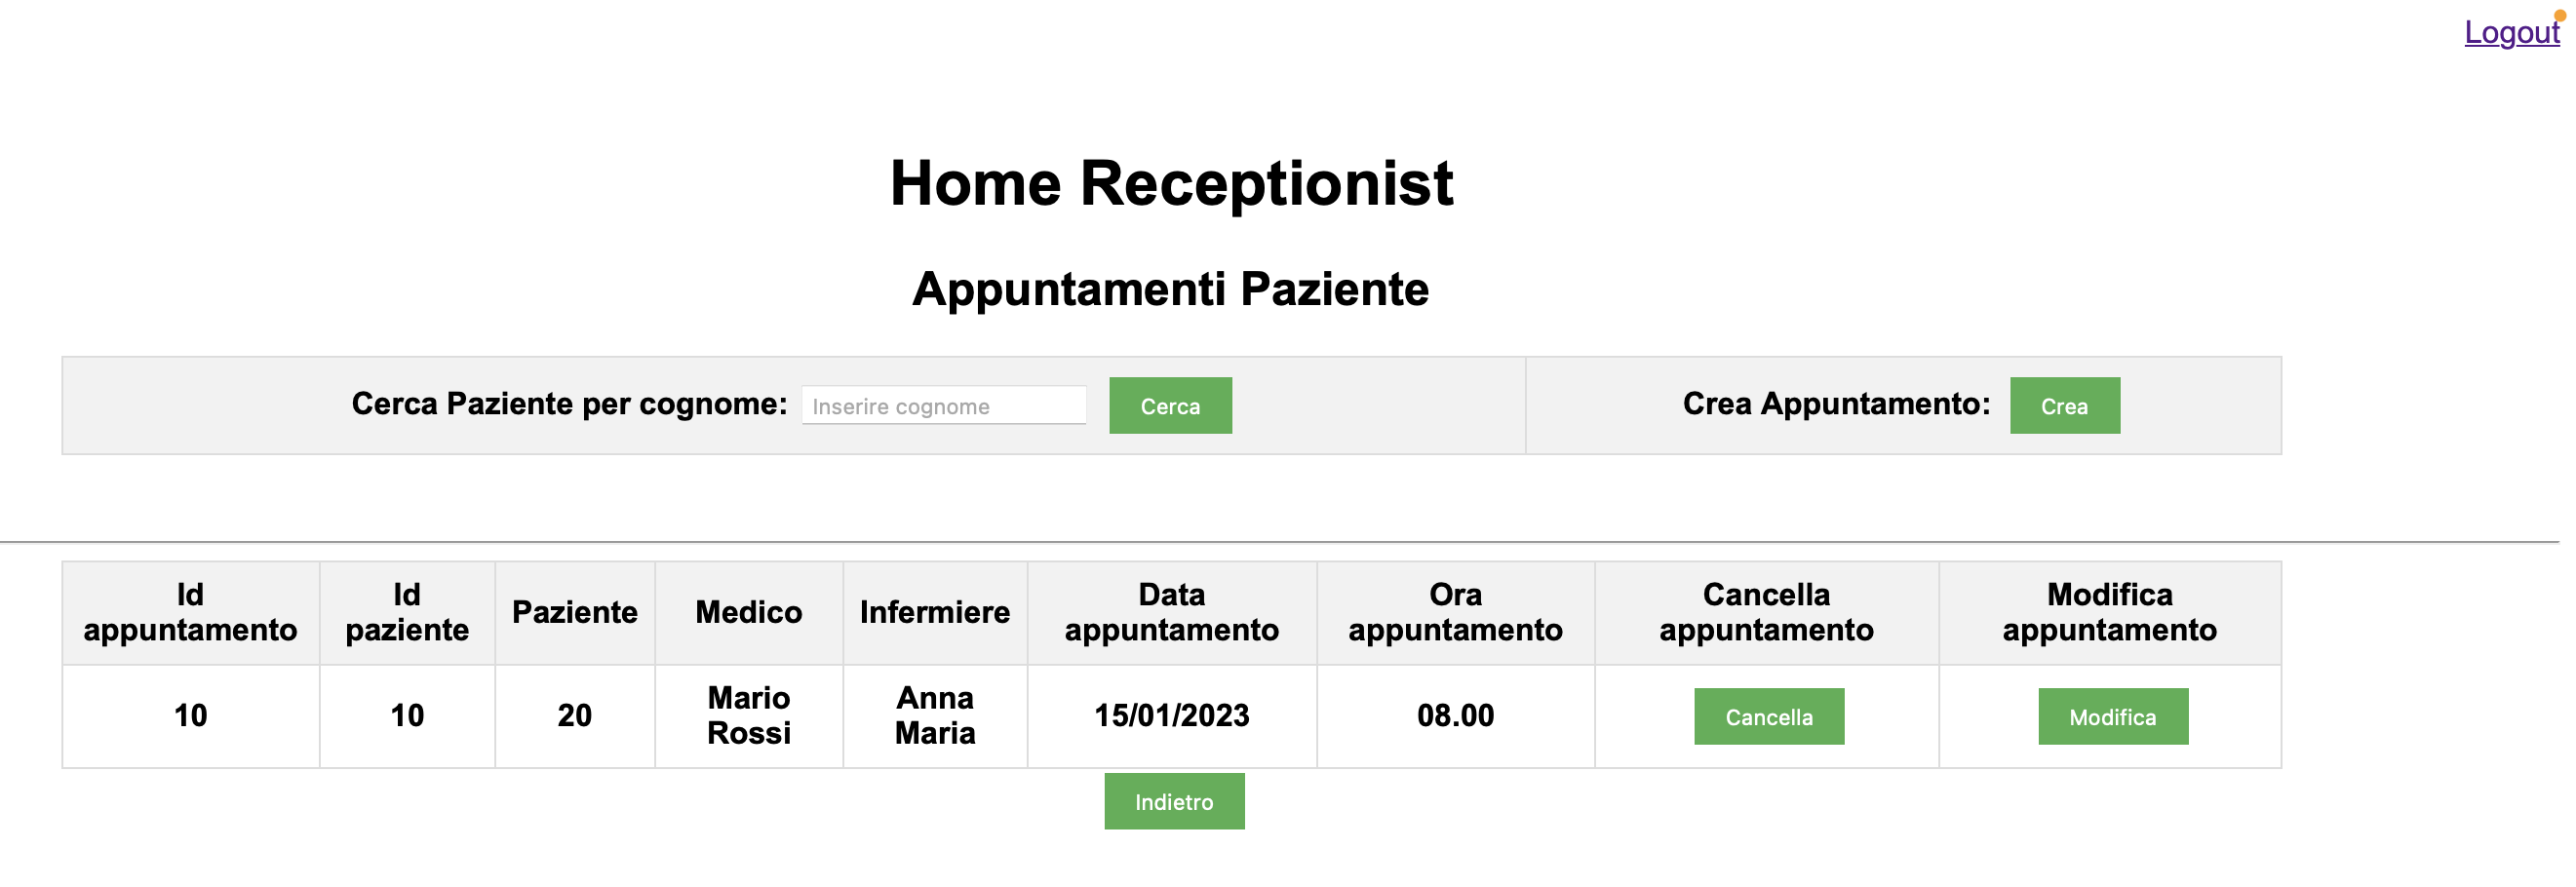 Logout
Home Receptionist
Appuntamenti Paziente
Cerca Paziente per cognome: Inserire cognome Cerca Crea Appuntamento: Crea
Id appuntamento Id paziente Paziente Medico Infermiere Data appuntamento Ora appuntamento Cancella appuntamento Modifica appuntamento
10 10 20 Mario Rossi Anna Maria 15/01/2023 08.00 Cancella Modifica
Indietro